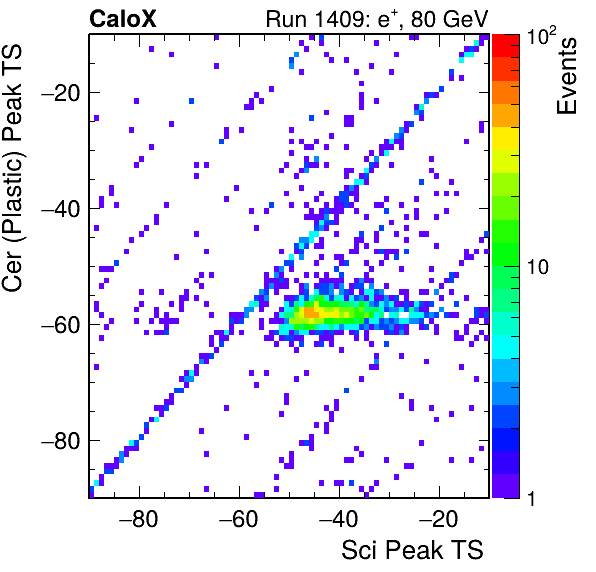 CaloX Run 1409: e⁺, 80 GeV
10²
10
1
Events
Cer (Plastic) Peak TS
−20
−40
−60
−80
−80 −60 −40 −20
Sci Peak TS